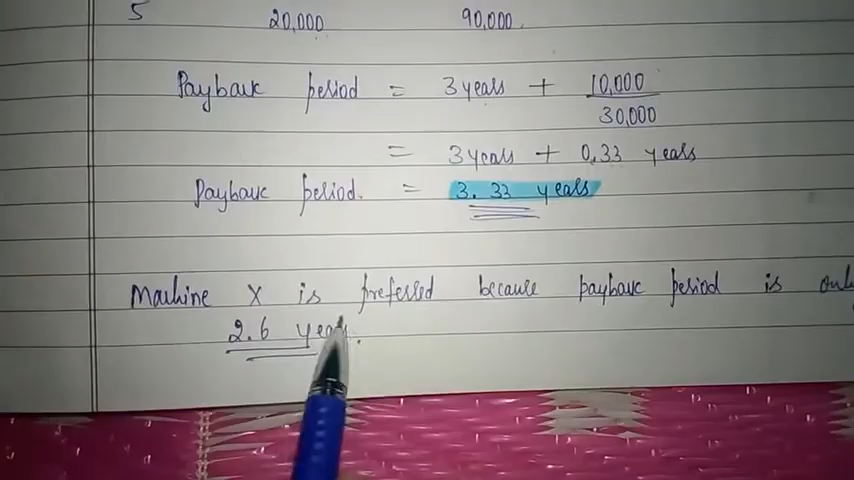 5 20,000 90,000
Payback period = 3 years + 10,000
30,000
= 3 years + 0.33 years
Payback period. = 3.33 years
Machine X is preferred because payback period is only
2.6 years.